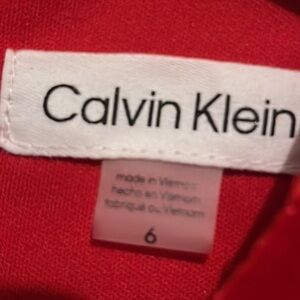 Calvin Klein
made in Vietnam
hecho en Vietnam
fabriqué au Vietnam
6